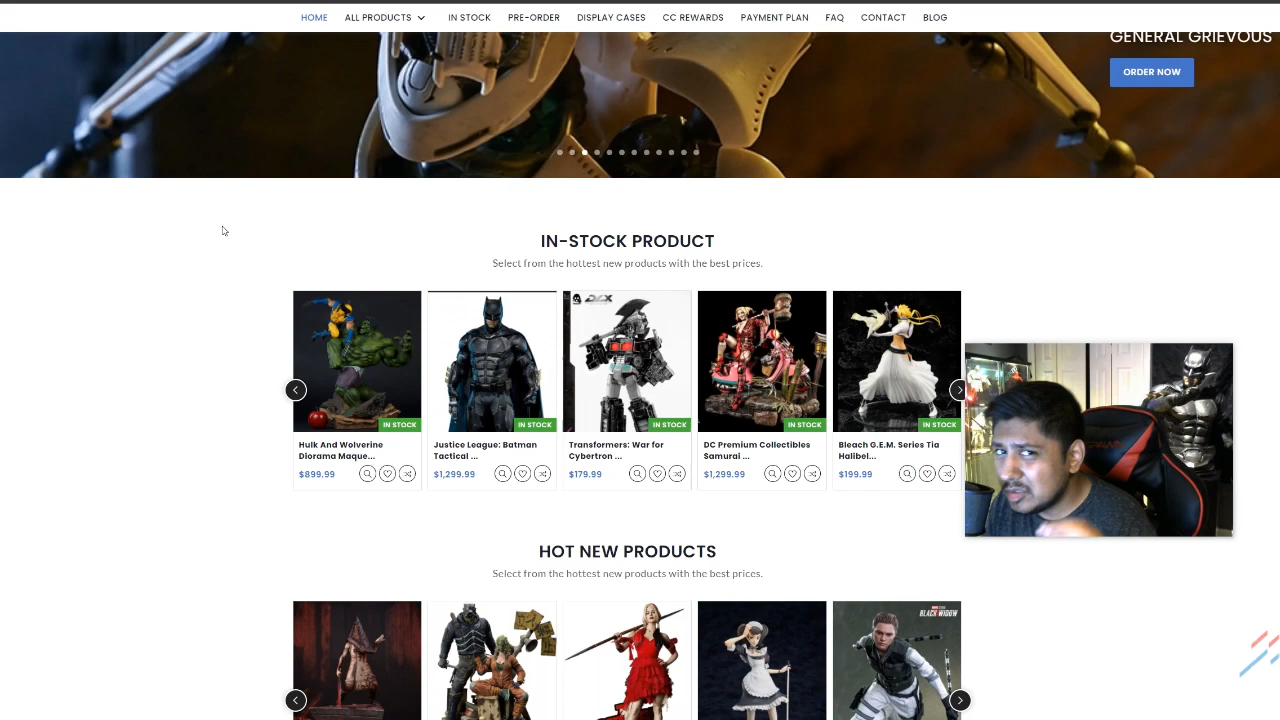 HOME ALL PRODUCTS IN STOCK PRE-ORDER DISPLAY CASES CC REWARDS PAYMENT PLAN FAQ CONTACT BLOG
GENERAL GRIEVOUS
ORDER NOW
IN-STOCK PRODUCT
Select from the hottest new products with the best prices.
IN STOCK IN STOCK IN STOCK IN STOCK IN STOCK
Hulk And Wolverine
Diorama Maque...
$899.99
Justice League: Batman
Tactical ...
$1,299.99
Transformers: War for
Cybertron ...
$179.99
DC Premium Collectibles
Samurai ...
$1,299.99
Bleach G.E.M. Series Tia
Halibel...
$199.99
HOT NEW PRODUCTS
Select from the hottest new products with the best prices.
BLACK WIDOW